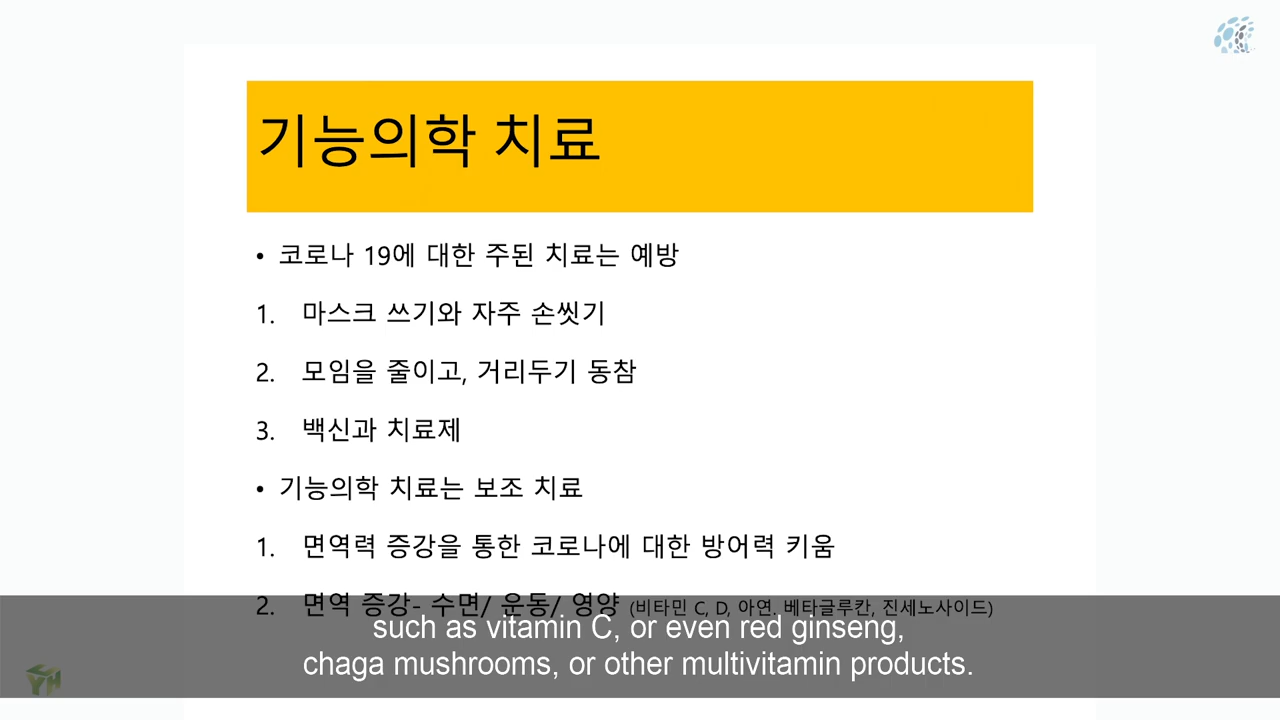 기능의학 치료
• 코로나 19에 대한 주된 치료는 예방
1. 마스크 쓰기와 자주 손씻기
2. 모임을 줄이고, 거리두기 동참
3. 백신과 치료제
• 기능의학 치료는 보조 치료
1. 면역력 증강을 통한 코로나에 대한 방어력 키움
2. 면역 증강- 수면/ 운동/ 영양 (비타민 C, D, 아연, 베타글루칸, 진세노사이드)
such as vitamin C, or even red ginseng,
chaga mushrooms, or other multivitamin products.
YH